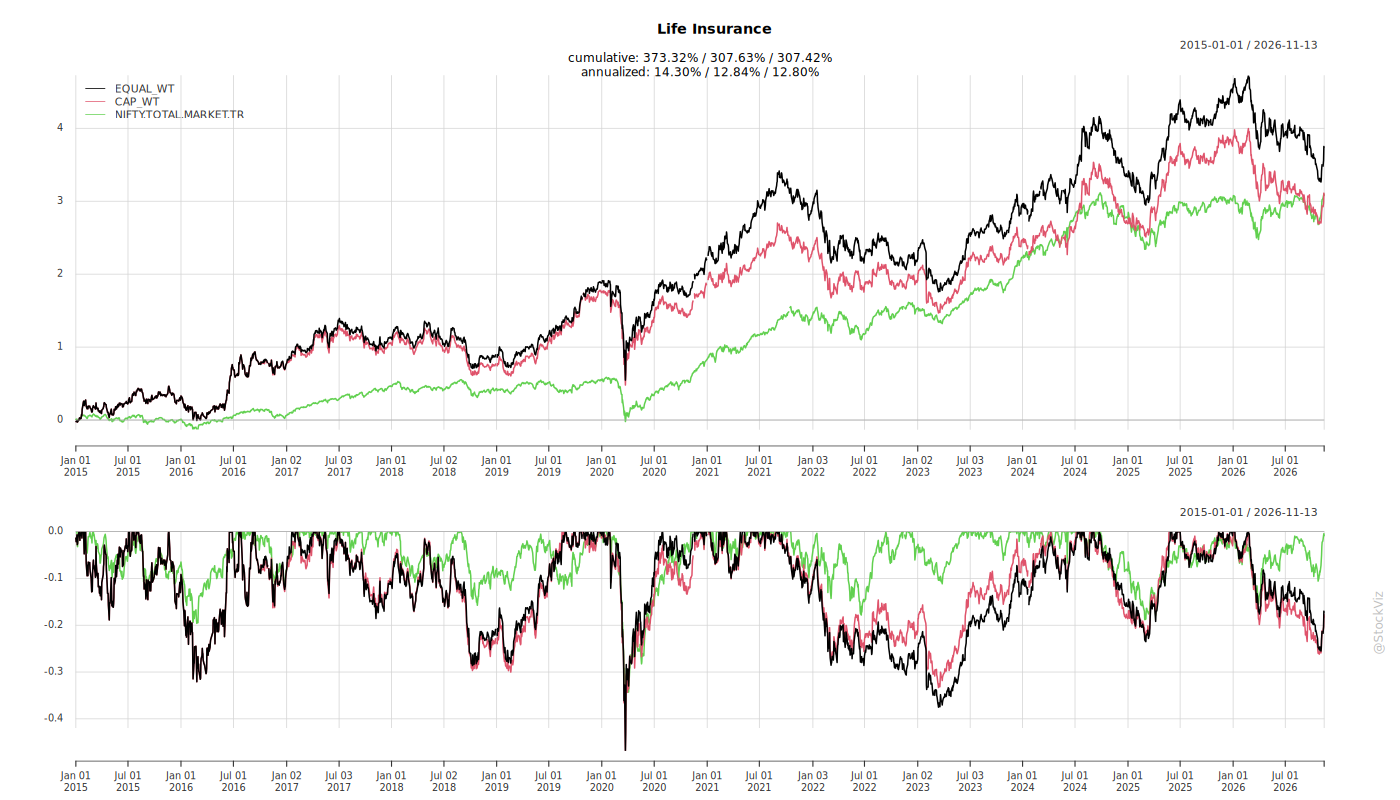 Life Insurance
2015-01-01 / 2026-11-13
cumulative: 373.32% / 307.63% / 307.42%
annualized: 14.30% / 12.84% / 12.80%
EQUAL_WT
CAP_WT
NIFTY.TOTAL.MARKET.TR
4
3
2
1
0
Jan 01 Jul 01 Jan 01 Jul 01 Jan 02 Jul 03 Jan 01 Jul 02 Jan 01 Jul 01 Jan 01 Jul 01 Jan 01 Jul 01 Jan 03 Jul 01 Jan 02 Jul 03 Jan 01 Jul 01 Jan 01 Jul 01 Jan 01 Jul 01
2015 2015 2016 2016 2017 2017 2018 2018 2019 2019 2020 2020 2021 2021 2022 2022 2023 2023 2024 2024 2025 2025 2026 2026
2015-01-01 / 2026-11-13
0.0
-0.1
-0.2
-0.3
-0.4
Jan 01 Jul 01 Jan 01 Jul 01 Jan 02 Jul 03 Jan 01 Jul 02 Jan 01 Jul 01 Jan 01 Jul 01 Jan 01 Jul 01 Jan 03 Jul 01 Jan 02 Jul 03 Jan 01 Jul 01 Jan 01 Jul 01 Jan 01 Jul 01
2015 2015 2016 2016 2017 2017 2018 2018 2019 2019 2020 2020 2021 2021 2022 2022 2023 2023 2024 2024 2025 2025 2026 2026
@StockViz